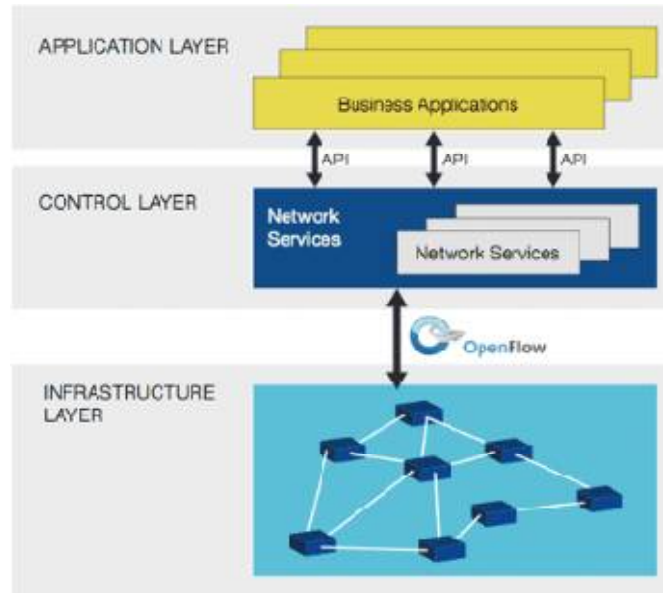 APPLICATION LAYER
Business Applications
API
API
API
CONTROL LAYER
Network
Services
Network Services
OpenFlow
INFRASTRUCTURE
LAYER